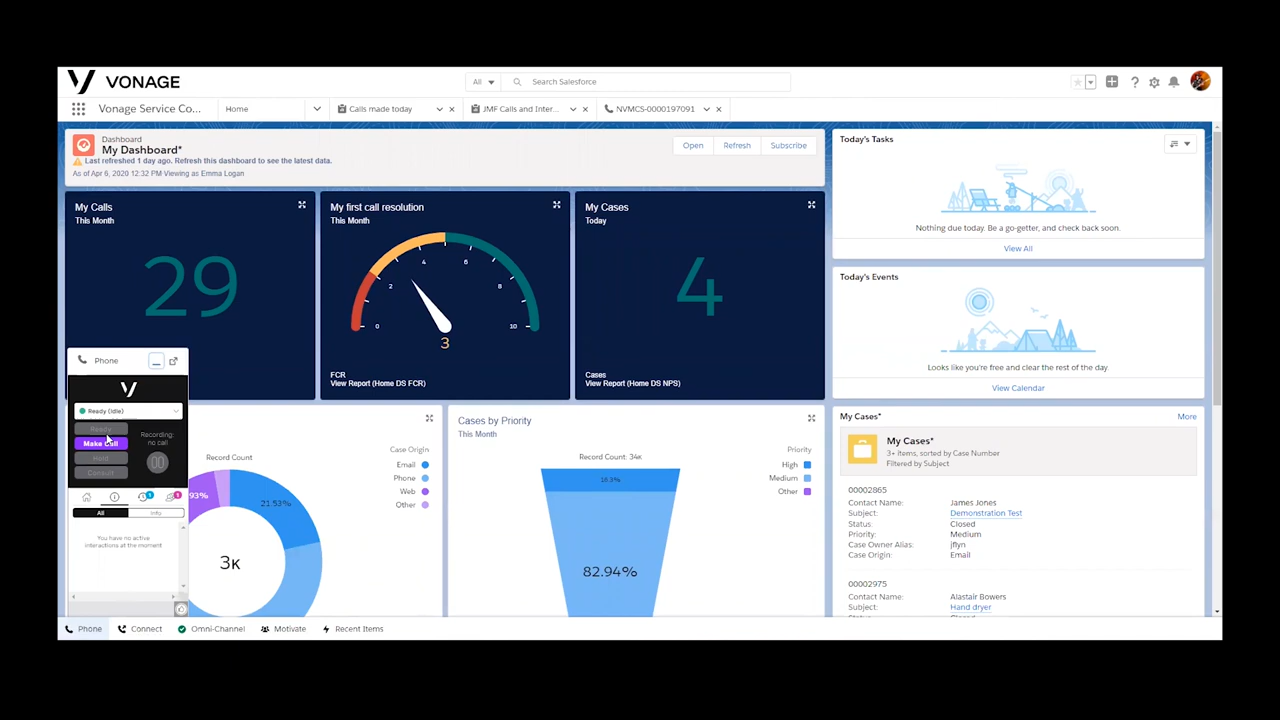 VONAGE
All
Search Salesforce
Vonage Service Co...
Home
Calls made today
JMF Calls and Inter...
NVMCS-0000197091
Dashboard
My Dashboard*
Last refreshed 1 day ago. Refresh this dashboard to see the latest data.
As of Apr 6, 2020 12:32 PM·Viewing as Emma Logan
Open
Refresh
Subscribe
My Calls
This Month
29
My first call resolution
This Month
0
2
4
6
8
10
3
FCR
View Report (Home DS FCR)
My Cases
Today
4
Cases
View Report (Home DS NPS)
Today's Tasks
Nothing due today. Be a go-getter, and check back soon.
View All
Today's Events
Looks like you're free and clear the rest of the day.
View Calendar
Phone
Ready (Idle)
Ready
Make Call
Hold
Consult
Recording:
no call
1
1
All
Info
You have no active
interactions at the moment
Record Count
Case Origin
Email
Phone
Web
Other
93%
21.53%
3K
Cases by Priority
This Month
Record Count: 34K
Priority
High
Medium
Other
16.3%
82.94%
My Cases*
More
My Cases*
3+ items, sorted by Case Number
Filtered by Subject
00002865
Contact Name: James Jones
Subject: Demonstration Test
Status: Closed
Priority: Medium
Case Owner Alias: jflyn
Case Origin: Email
00002975
Contact Name: Alastair Bowers
Subject: Hand dryer
Phone
Connect
Omni-Channel
Motivate
Recent Items